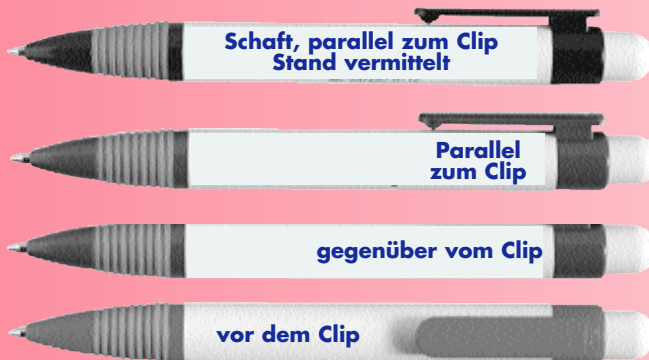 Schaft, parallel zum Clip
Stand vermittelt
Parallel
zum Clip
gegenüber vom Clip
vor dem Clip